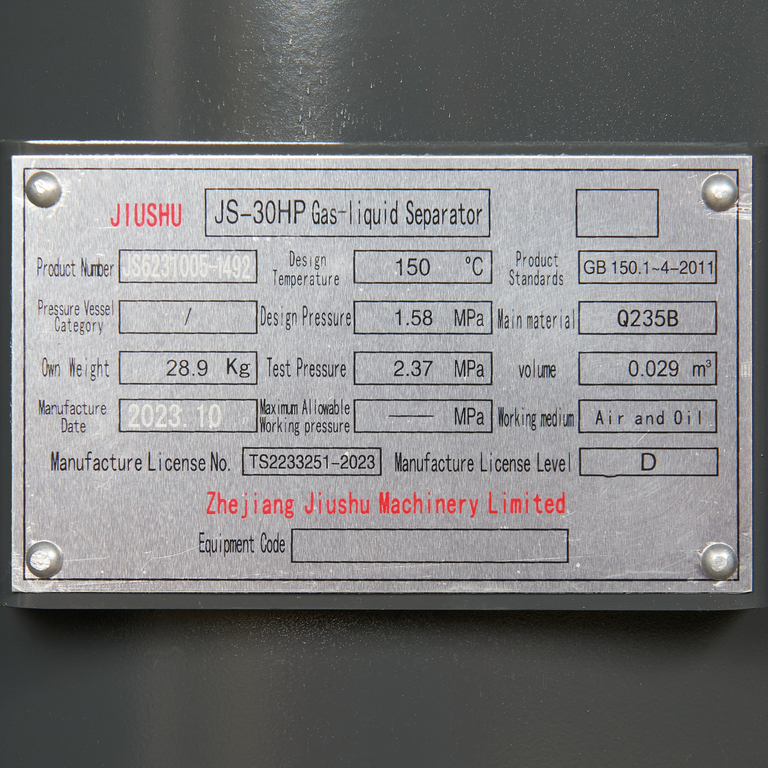 JIUSHU JS-30HP Gas-liquid Separator
Product Number JS6231005-1492 Design Temperature 150 °C Product Standards GB 150.1~4-2011
Pressure Vessel Category / Design Pressure 1.58 MPa Main material Q235B
Own Weight 28.9 Kg Test Pressure 2.37 MPa volume 0.029 m³
Manufacture Date 2023.10 Maximum Allowable Working pressure —— MPa Working medium Air and Oil
Manufacture License No. TS2233251-2023 Manufacture License Level D
Zhejiang Jiushu Machinery Limited
Equipment Code